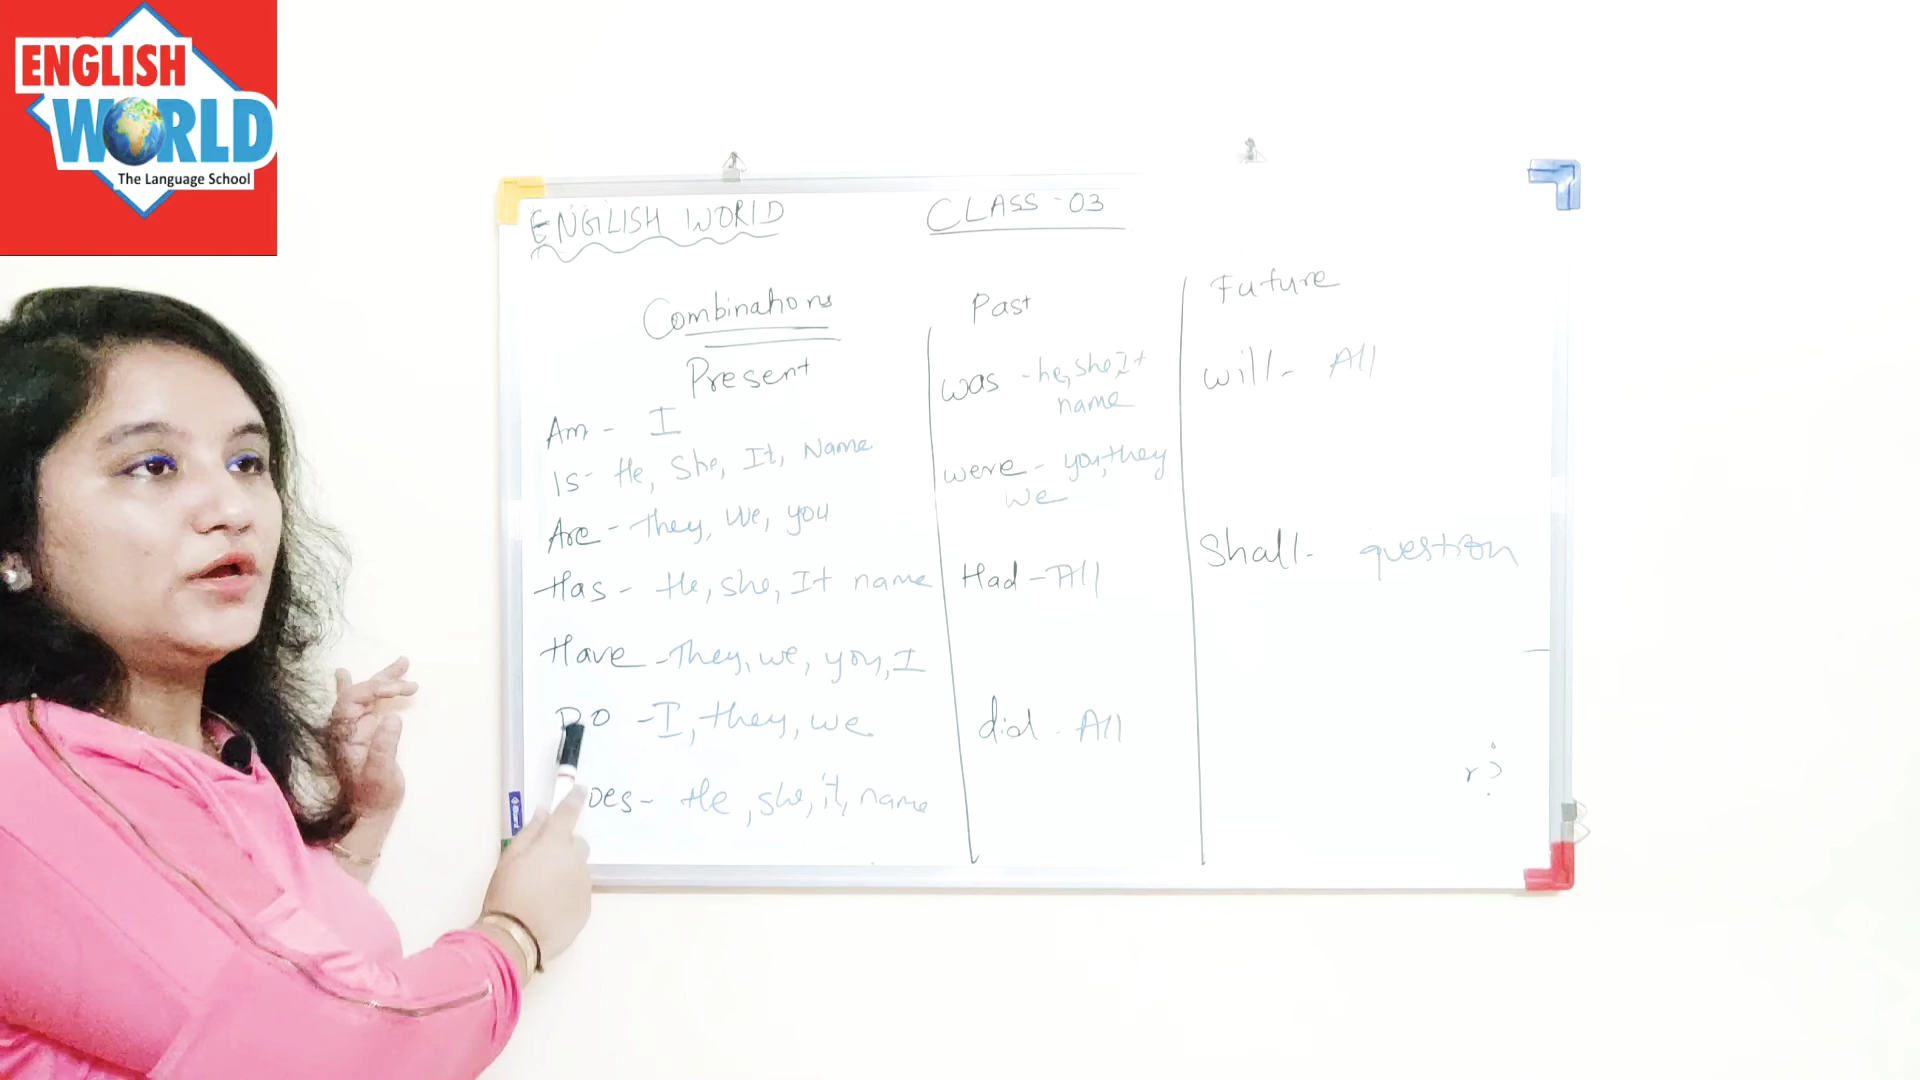 ENGLISH
WORLD
The Language School
ENGLISH WORLD
CLASS-03
Combinations
Present
Am - I
Is - He, She, It, Name
Are - They, We, you
Has - He, she, It name
Have - They, we, you, I
DO - I, they, we
oes - He, she, it, name
Past
was - he, she, It
name
were - you, they
we
Had - All
did - All
Future
will - All
Shall - question